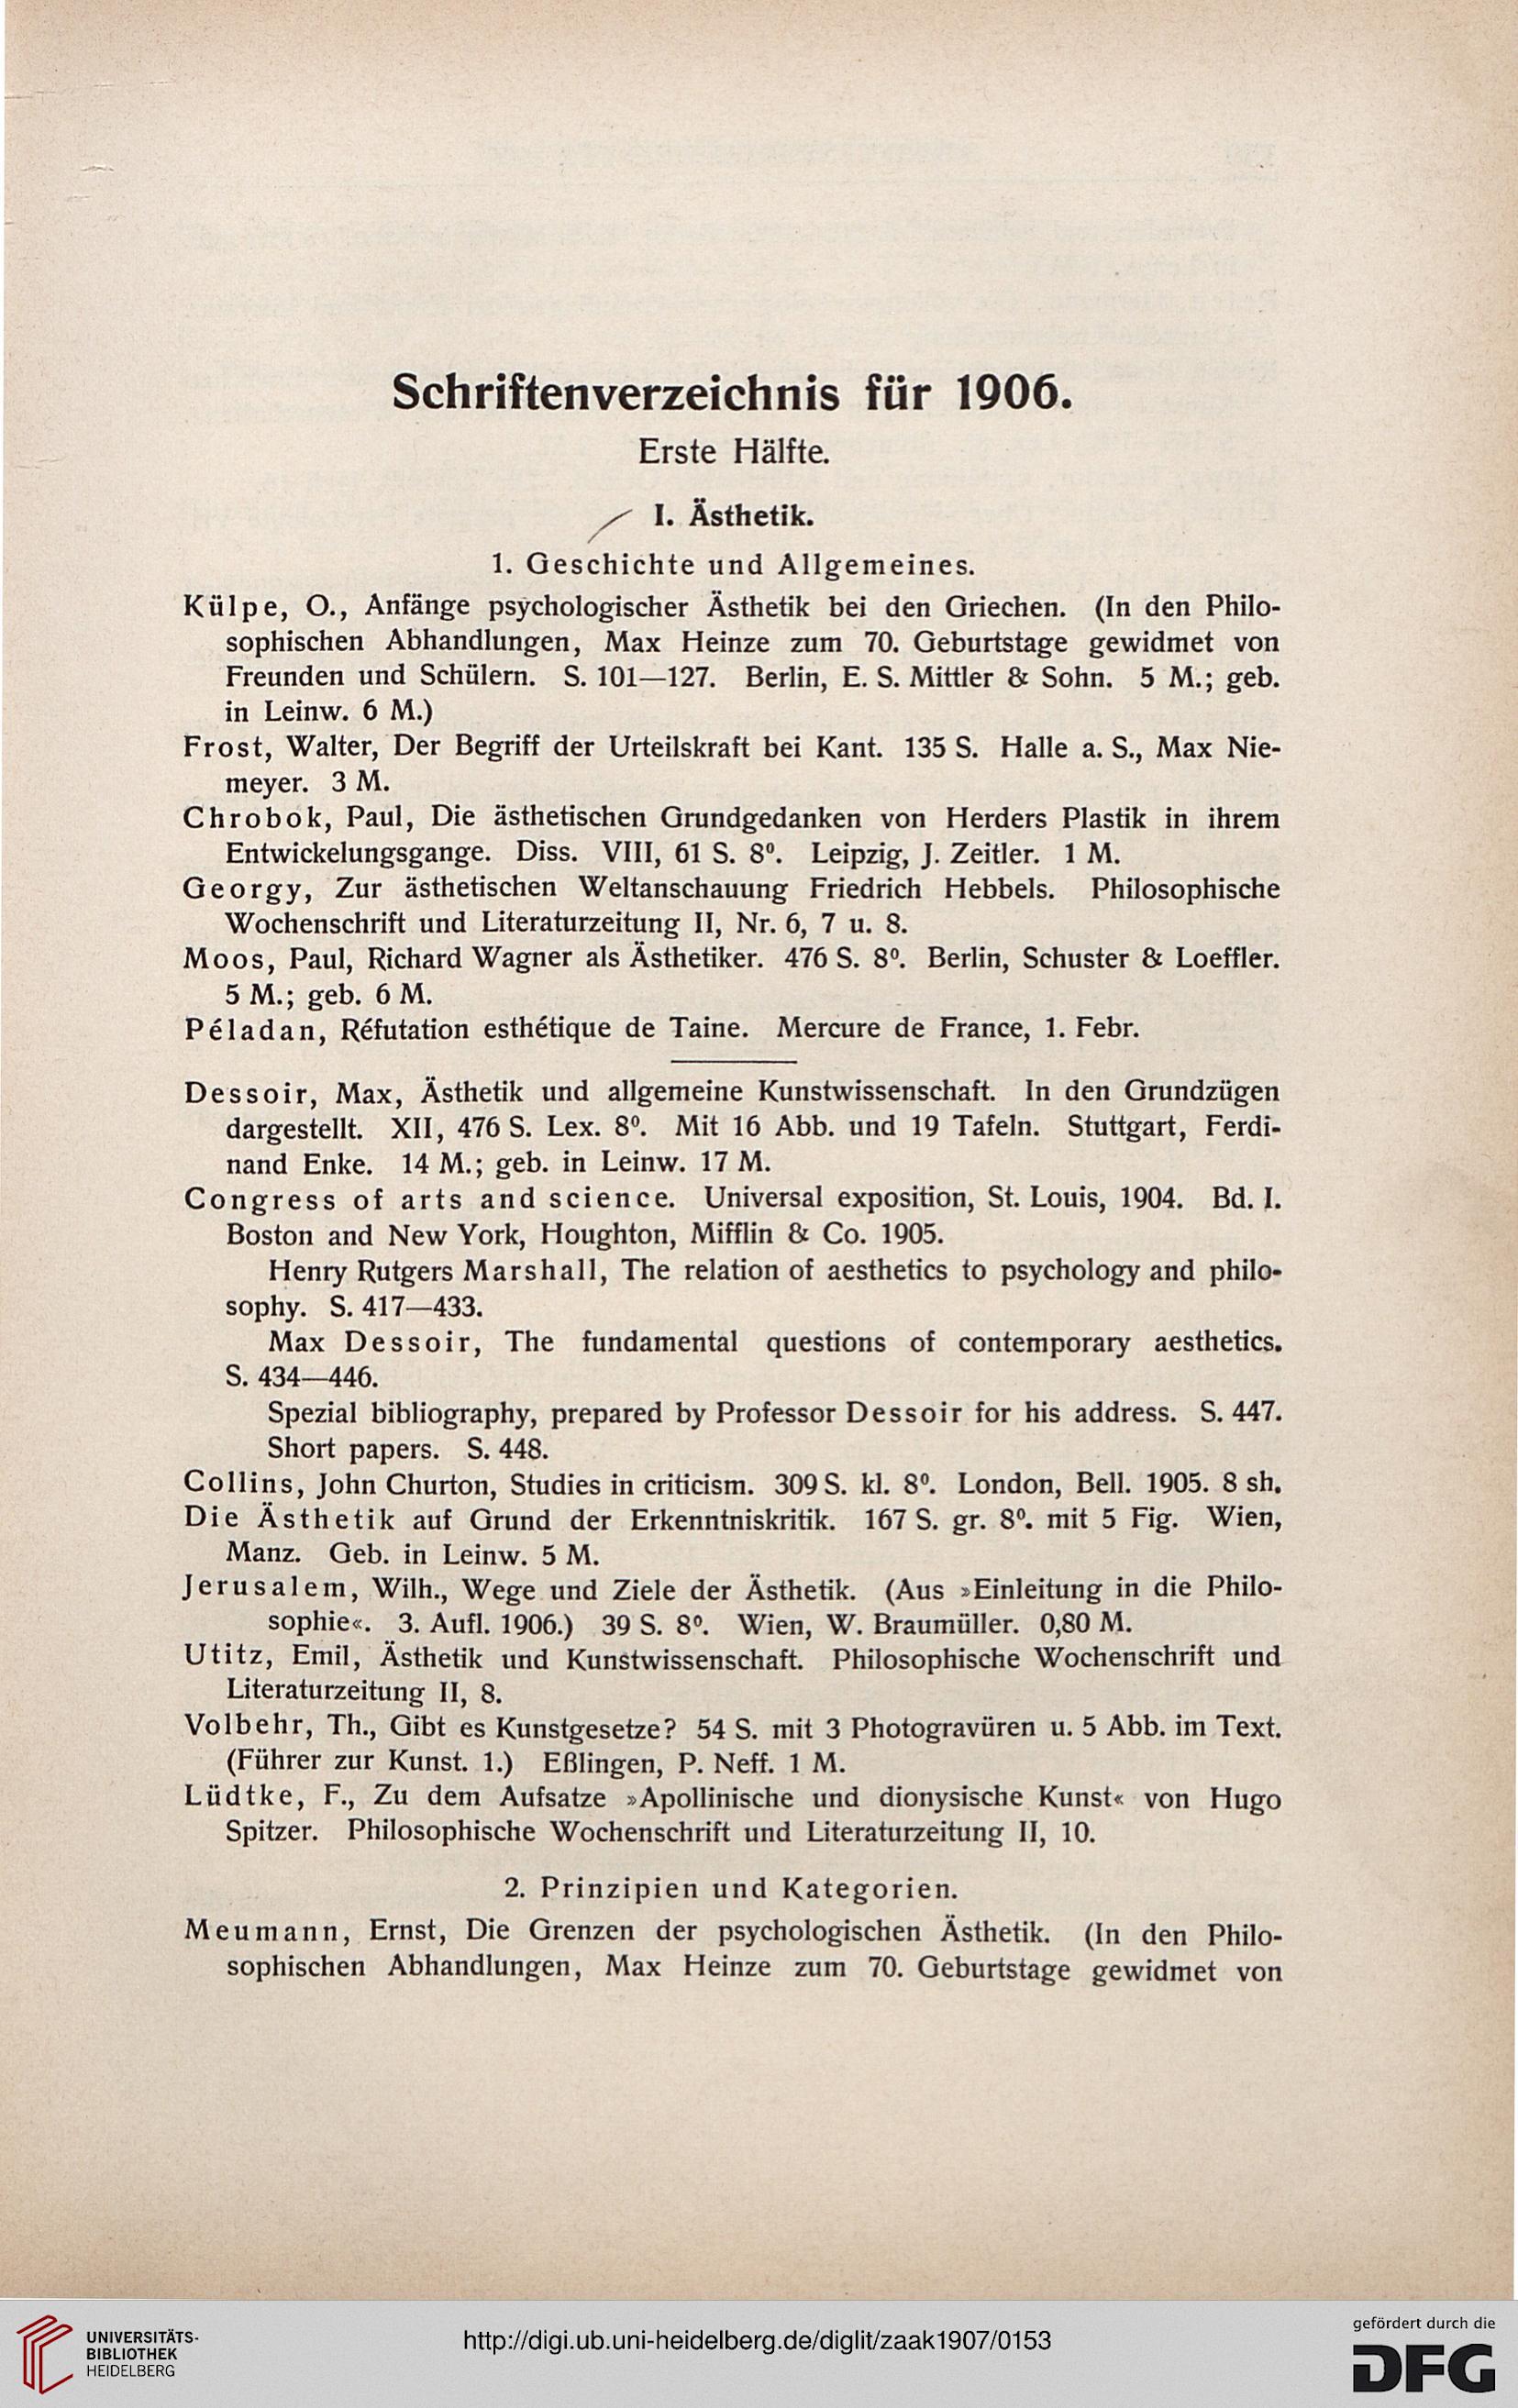 Schriftenverzeichnis für 1906.
Erste Hälfte.
I. Ästhetik.
1. Geschichte und Allgemeines.
Külpe, O., Anfänge psychologischer Ästhetik bei den Griechen. (In den Philo-
sophischen Abhandlungen, Max Heinze zum 70. Geburtstage gewidmet von
Freunden und Schülern. S. 101—127. Berlin, E. S. Mittler & Sohn. 5 M.; geb.
in Leinw. 6 M.)
Frost, Walter, Der Begriff der Urteilskraft bei Kant. 135 S. Halle a. S., Max Nie-
meyer. 3 M.
Chrobok, Paul, Die ästhetischen Grundgedanken von Herders Plastik in ihrem
Entwickelungsgange. Diss. VIII, 61 S. 8⁰. Leipzig, J. Zeitler. 1 M.
Georgy, Zur ästhetischen Weltanschauung Friedrich Hebbels. Philosophische
Wochenschrift und Literaturzeitung II, Nr. 6, 7 u. 8.
Moos, Paul, Richard Wagner als Ästhetiker. 476 S. 8⁰. Berlin, Schuster & Loeffler.
5 M.; geb. 6 M.
Péladan, Réfutation esthétique de Taine. Mercure de France, 1. Febr.
Dessoir, Max, Ästhetik und allgemeine Kunstwissenschaft. In den Grundzügen
dargestellt. XII, 476 S. Lex. 8⁰. Mit 16 Abb. und 19 Tafeln. Stuttgart, Ferdi-
nand Enke. 14 M.; geb. in Leinw. 17 M.
Congress of arts and science. Universal exposition, St. Louis, 1904. Bd. I.
Boston and New York, Houghton, Mifflin & Co. 1905.
Henry Rutgers Marshall, The relation of aesthetics to psychology and philo-
sophy. S. 417—433.
Max Dessoir, The fundamental questions of contemporary aesthetics.
S. 434—446.
Spezial bibliography, prepared by Professor Dessoir for his address. S. 447.
Short papers. S. 448.
Collins, John Churton, Studies in criticism. 309 S. kl. 8⁰. London, Bell. 1905. 8 sh.
Die Ästhetik auf Grund der Erkenntniskritik. 167 S. gr. 8⁰. mit 5 Fig. Wien,
Manz. Geb. in Leinw. 5 M.
Jerusalem, Wilh., Wege und Ziele der Ästhetik. (Aus »Einleitung in die Philo-
sophie«. 3. Aufl. 1906.) 39 S. 8⁰. Wien, W. Braumüller. 0,80 M.
Utitz, Emil, Ästhetik und Kunstwissenschaft. Philosophische Wochenschrift und
Literaturzeitung II, 8.
Volbehr, Th., Gibt es Kunstgesetze? 54 S. mit 3 Photogravüren u. 5 Abb. im Text.
(Führer zur Kunst. 1.) Eßlingen, P. Neff. 1 M.
Lüdtke, F., Zu dem Aufsatze »Apollinische und dionysische Kunst« von Hugo
Spitzer. Philosophische Wochenschrift und Literaturzeitung II, 10.
2. Prinzipien und Kategorien.
Meumann, Ernst, Die Grenzen der psychologischen Ästhetik. (In den Philo-
sophischen Abhandlungen, Max Heinze zum 70. Geburtstage gewidmet von
UNIVERSITÄTS-
BIBLIOTHEK
HEIDELBERG
http://digi.ub.uni-heidelberg.de/diglit/zaak1907/0153
gefördert durch die
DFG